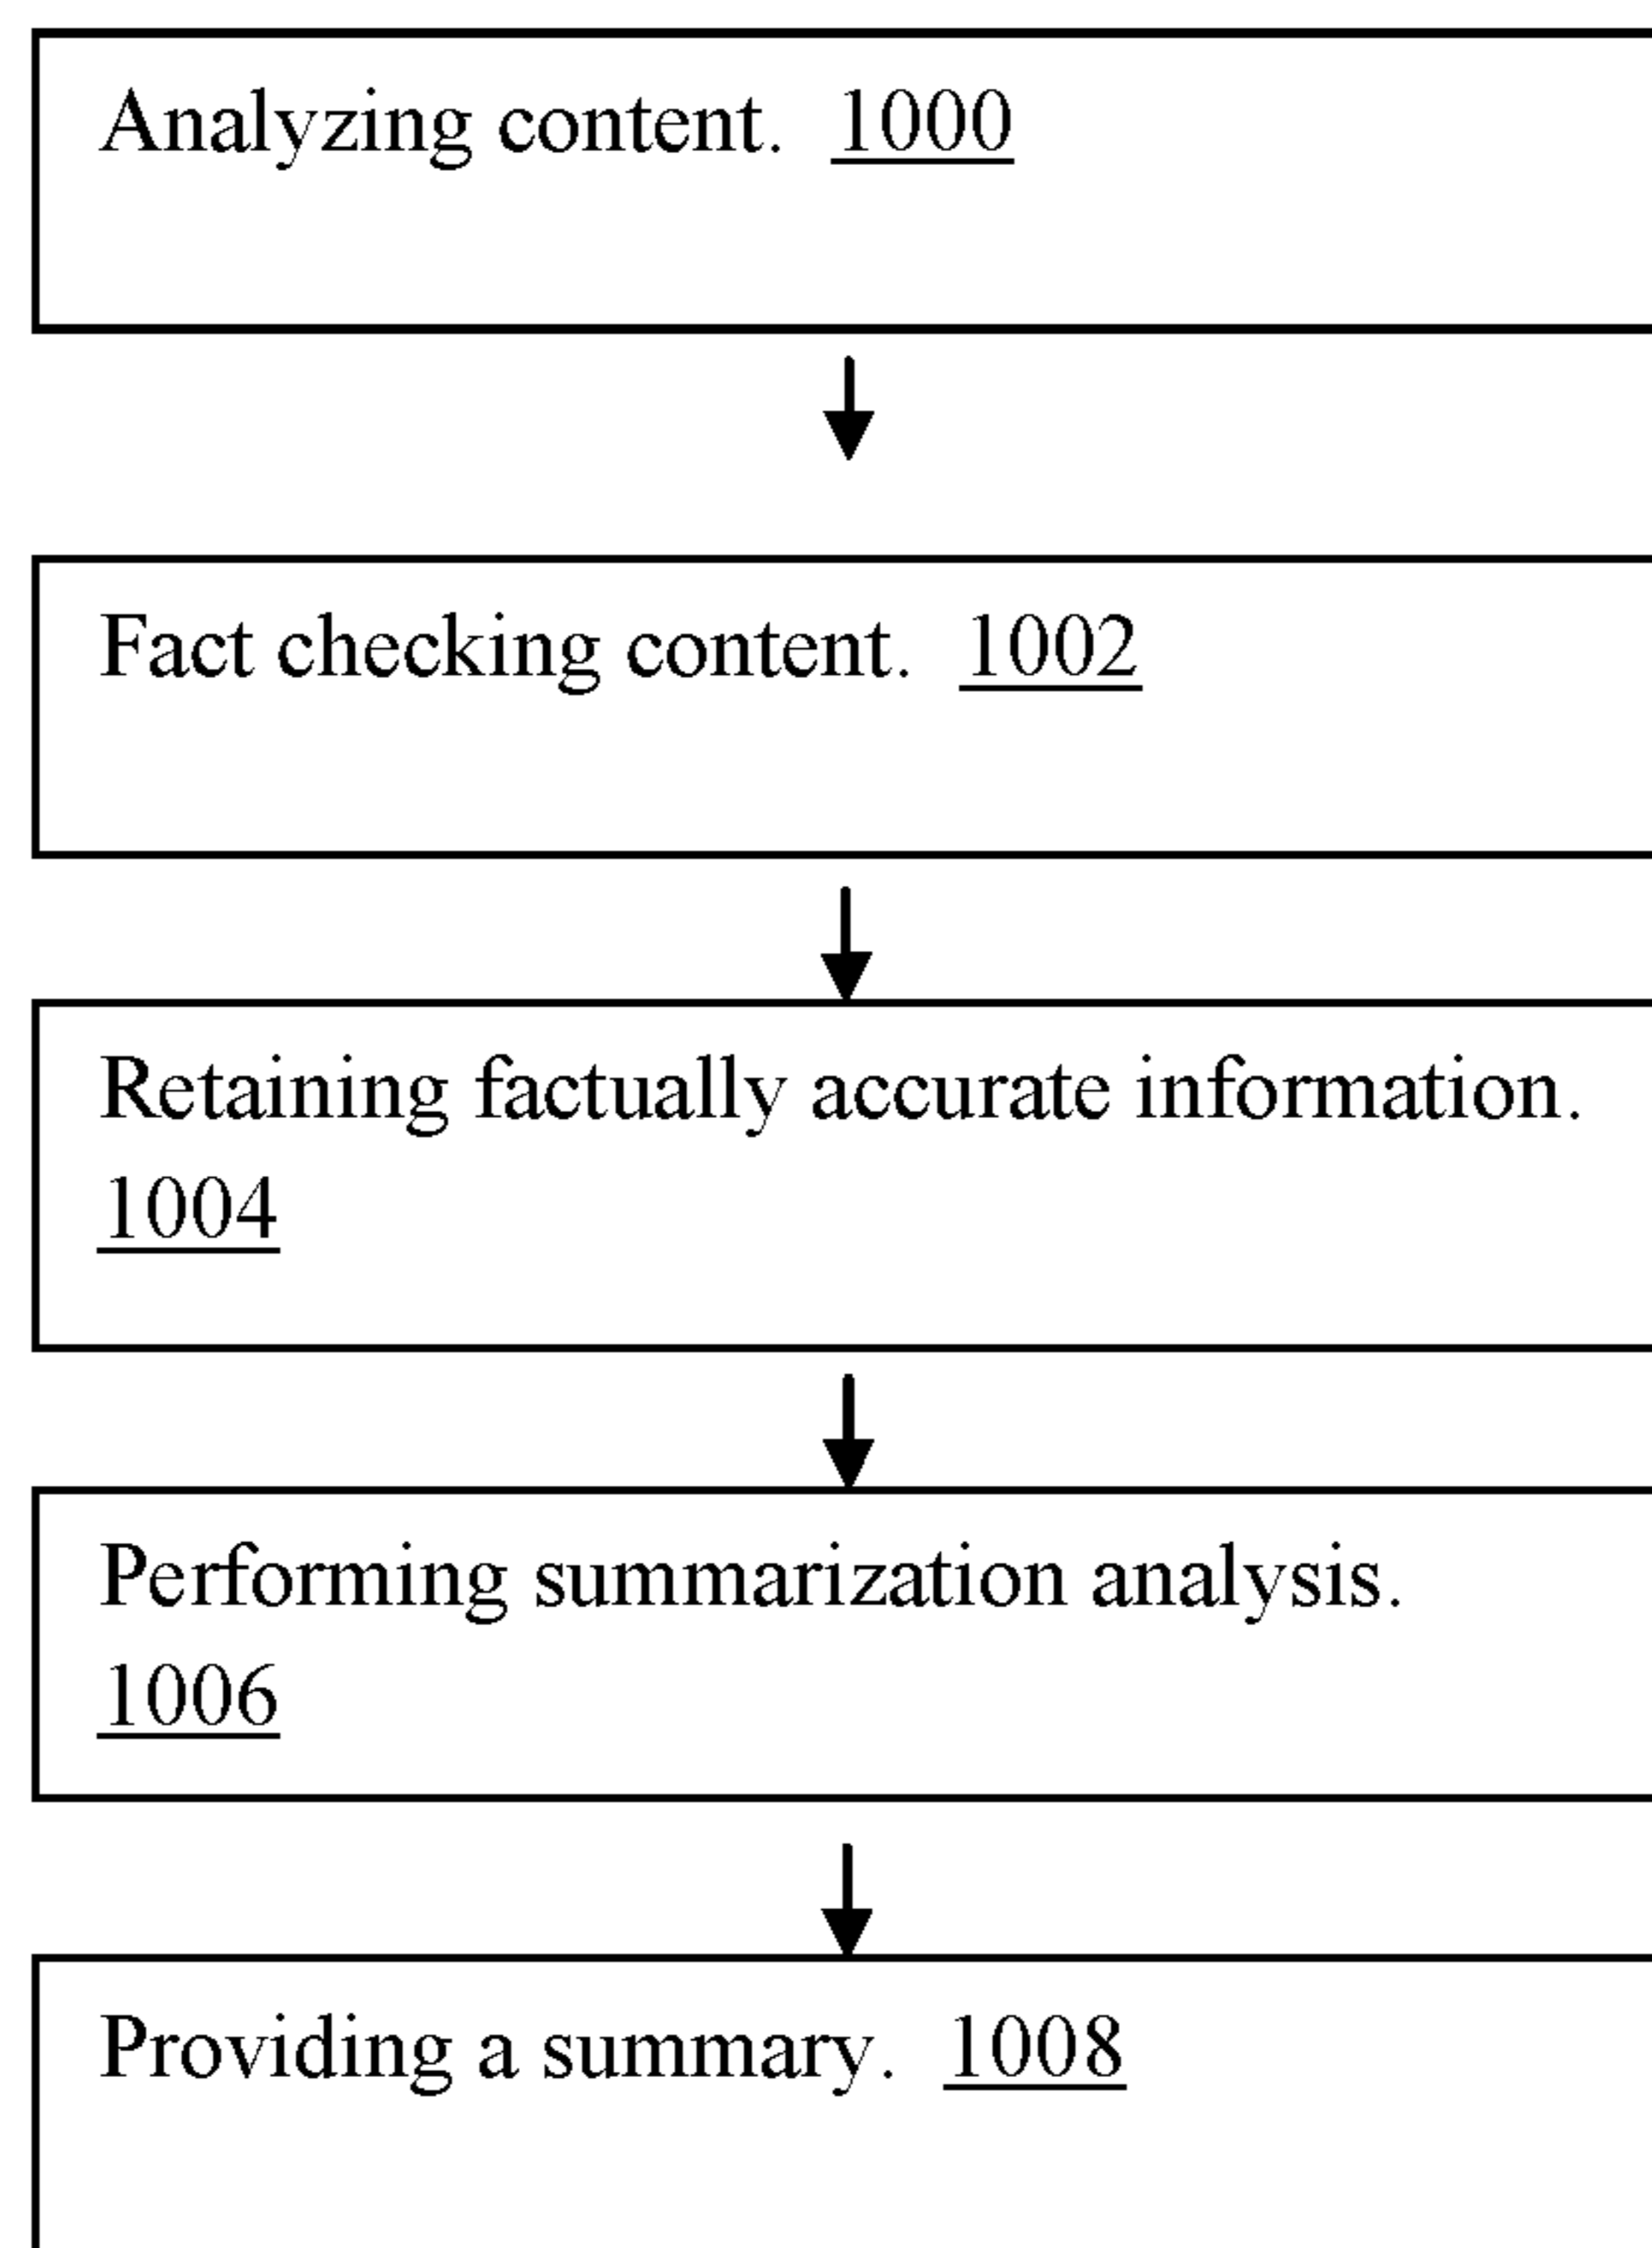 Analyzing content. 1000
Fact checking content. 1002
Retaining factually accurate information.
1004
Performing summarization analysis.
1006
Providing a summary. 1008